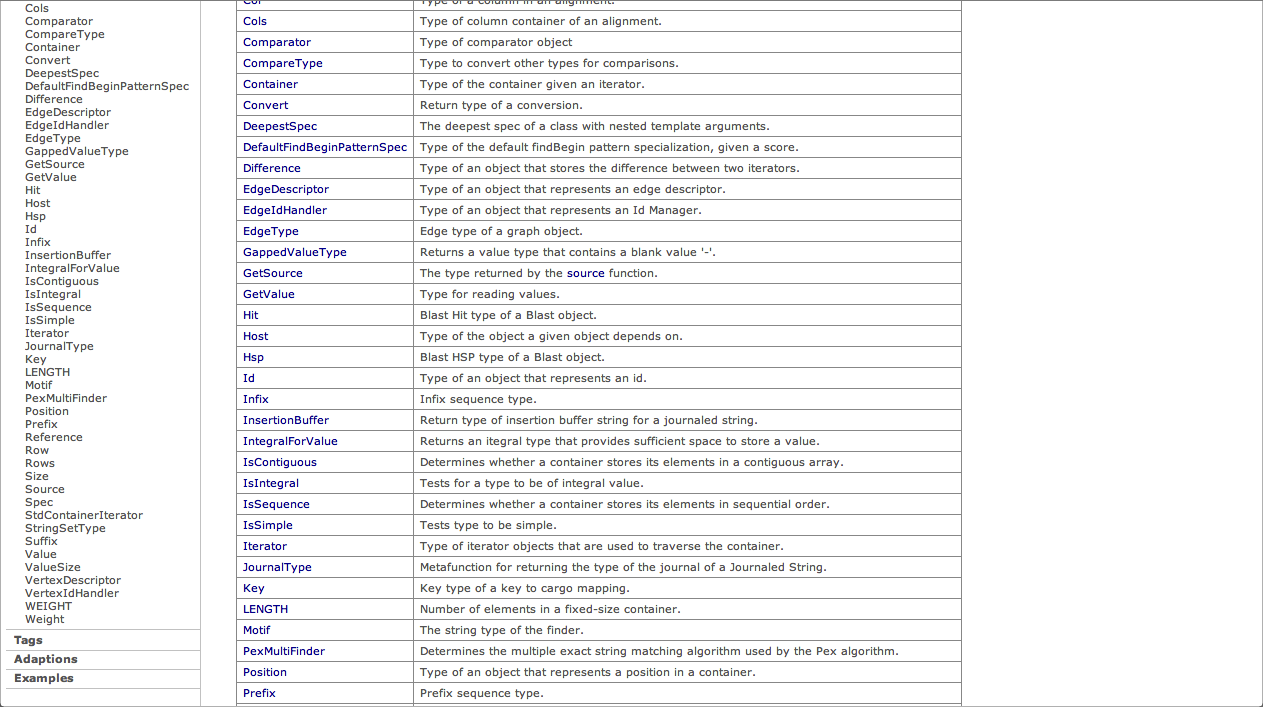 Cols
Comparator
CompareType
Container
Convert
DeepestSpec
DefaultFindBeginPatternSpec
Difference
EdgeDescriptor
EdgeIdHandler
EdgeType
GappedValueType
GetSource
GetValue
Hit
Host
Hsp
Id
Infix
InsertionBuffer
IntegralForValue
IsContiguous
IsIntegral
IsSequence
IsSimple
Iterator
JournalType
Key
LENGTH
Motif
PexMultiFinder
Position
Prefix
Reference
Row
Rows
Size
Source
Spec
StdContainerIterator
StringSetType
Suffix
Value
ValueSize
VertexDescriptor
VertexIdHandler
WEIGHT
Weight
Tags
Adaptions
Examples
Col Type of a column in an alignment.
Cols Type of column container of an alignment.
Comparator Type of comparator object
CompareType Type to convert other types for comparisons.
Container Type of the container given an iterator.
Convert Return type of a conversion.
DeepestSpec The deepest spec of a class with nested template arguments.
DefaultFindBeginPatternSpec Type of the default findBegin pattern specialization, given a score.
Difference Type of an object that stores the difference between two iterators.
EdgeDescriptor Type of an object that represents an edge descriptor.
EdgeIdHandler Type of an object that represents an Id Manager.
EdgeType Edge type of a graph object.
GappedValueType Returns a value type that contains a blank value '-'.
GetSource The type returned by the source function.
GetValue Type for reading values.
Hit Blast Hit type of a Blast object.
Host Type of the object a given object depends on.
Hsp Blast HSP type of a Blast object.
Id Type of an object that represents an id.
Infix Infix sequence type.
InsertionBuffer Return type of insertion buffer string for a journaled string.
IntegralForValue Returns an itegral type that provides sufficient space to store a value.
IsContiguous Determines whether a container stores its elements in a contiguous array.
IsIntegral Tests for a type to be of integral value.
IsSequence Determines whether a container stores its elements in sequential order.
IsSimple Tests type to be simple.
Iterator Type of iterator objects that are used to traverse the container.
JournalType Metafunction for returning the type of the journal of a Journaled String.
Key Key type of a key to cargo mapping.
LENGTH Number of elements in a fixed-size container.
Motif The string type of the finder.
PexMultiFinder Determines the multiple exact string matching algorithm used by the Pex algorithm.
Position Type of an object that represents a position in a container.
Prefix Prefix sequence type.